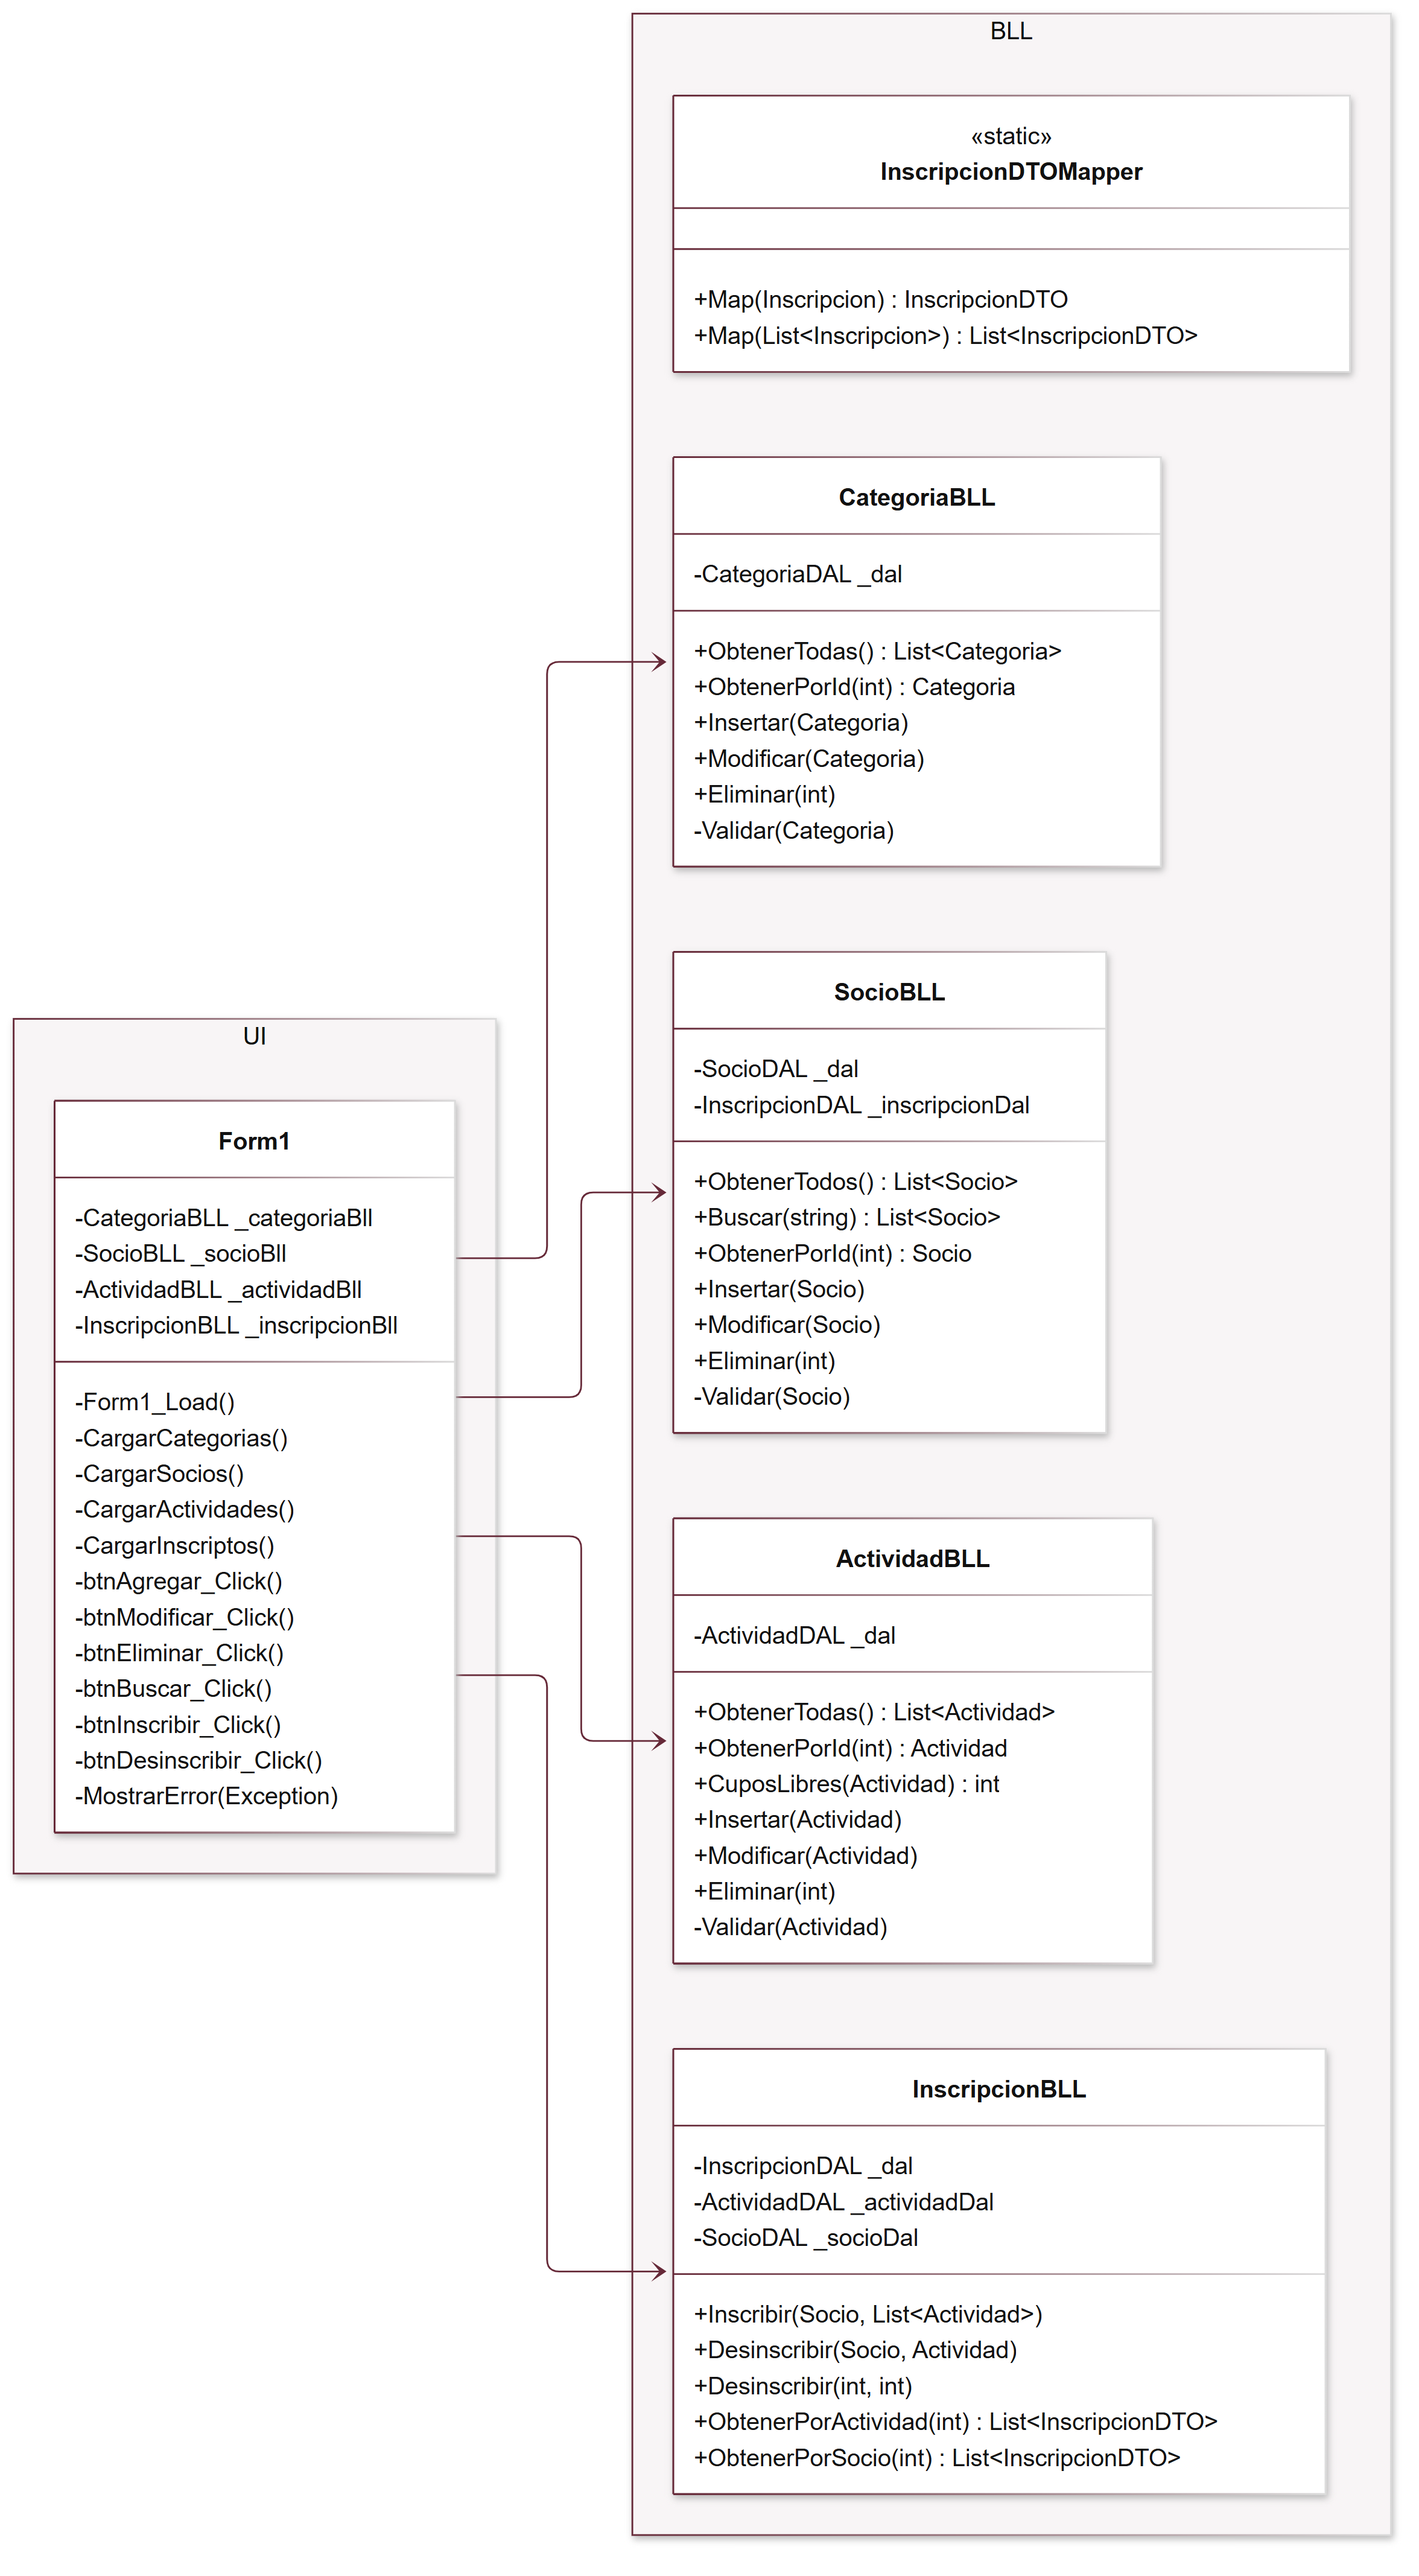 BLL
«static»
InscripcionDTOMapper
+Map(Inscripcion) : InscripcionDTO
+Map(List<Inscripcion>) : List<InscripcionDTO>
CategoriaBLL
-CategoriaDAL _dal
+ObtenerTodas() : List<Categoria>
+ObtenerPorId(int) : Categoria
+Insertar(Categoria)
+Modificar(Categoria)
+Eliminar(int)
-Validar(Categoria)
SocioBLL
-SocioDAL _dal
-InscripcionDAL _inscripcionDal
+ObtenerTodos() : List<Socio>
+Buscar(string) : List<Socio>
+ObtenerPorId(int) : Socio
+Insertar(Socio)
+Modificar(Socio)
+Eliminar(int)
-Validar(Socio)
UI
Form1
-CategoriaBLL _categoriaBll
-SocioBLL _socioBll
-ActividadBLL _actividadBll
-InscripcionBLL _inscripcionBll
-Form1_Load()
-CargarCategorias()
-CargarSocios()
-CargarActividades()
-CargarInscriptos()
-btnAgregar_Click()
-btnModificar_Click()
-btnEliminar_Click()
-btnBuscar_Click()
-btnInscribir_Click()
-btnDesinscribir_Click()
-MostrarError(Exception)
ActividadBLL
-ActividadDAL _dal
+ObtenerTodas() : List<Actividad>
+ObtenerPorId(int) : Actividad
+CuposLibres(Actividad) : int
+Insertar(Actividad)
+Modificar(Actividad)
+Eliminar(int)
-Validar(Actividad)
InscripcionBLL
-InscripcionDAL _dal
-ActividadDAL _actividadDal
-SocioDAL _socioDal
+Inscribir(Socio, List<Actividad>)
+Desinscribir(Socio, Actividad)
+Desinscribir(int, int)
+ObtenerPorActividad(int) : List<InscripcionDTO>
+ObtenerPorSocio(int) : List<InscripcionDTO>